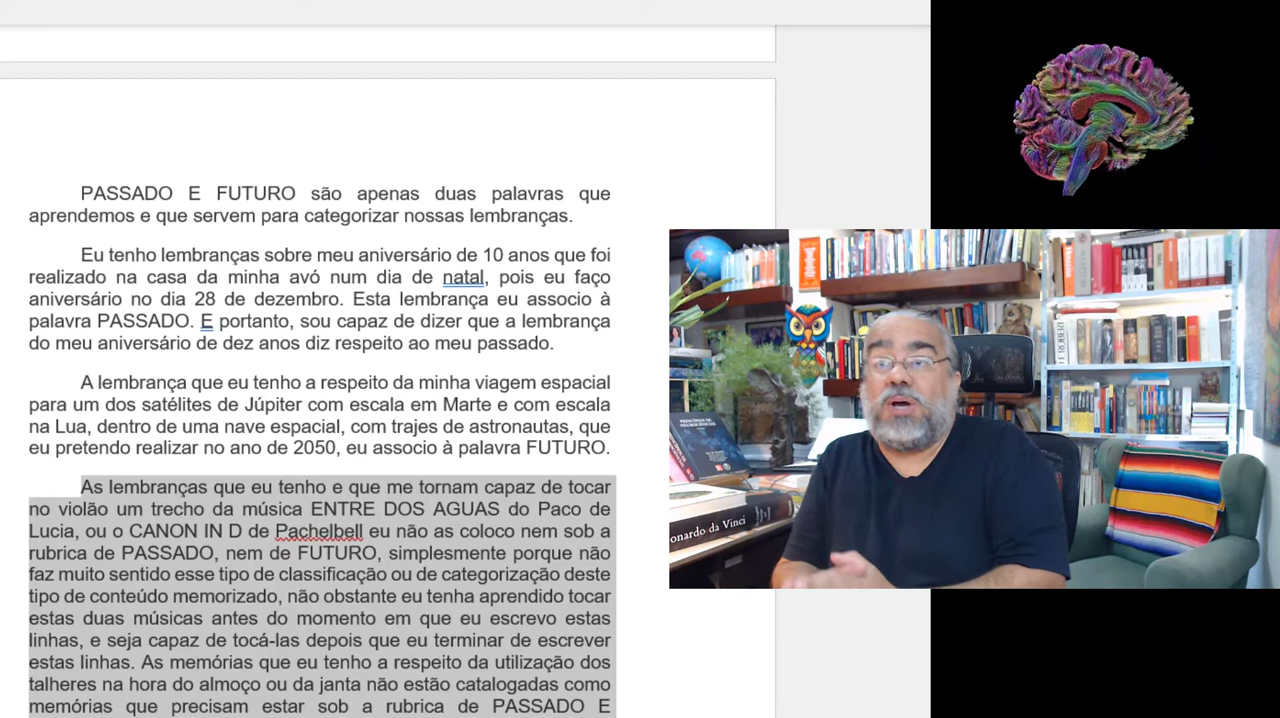 PASSADO E FUTURO são apenas duas palavras que
aprendemos e que servem para categorizar nossas lembranças.
Eu tenho lembranças sobre meu aniversário de 10 anos que foi
realizado na casa da minha avó num dia de natal, pois eu faço
aniversário no dia 28 de dezembro. Esta lembrança eu associo à
palavra PASSADO. E portanto, sou capaz de dizer que a lembrança
do meu aniversário de dez anos diz respeito ao meu passado.
A lembrança que eu tenho a respeito da minha viagem espacial
para um dos satélites de Júpiter com escala em Marte e com escala
na Lua, dentro de uma nave espacial, com trajes de astronautas, que
eu pretendo realizar no ano de 2050, eu associo à palavra FUTURO.
As lembranças que eu tenho e que me tornam capaz de tocar
no violão um trecho da música ENTRE DOS AGUAS do Paco de
Lucia, ou o CANON IN D de Pachelbell eu não as coloco nem sob a
rubrica de PASSADO, nem de FUTURO, simplesmente porque não
faz muito sentido esse tipo de classificação ou de categorização deste
tipo de conteúdo memorizado, não obstante eu tenha aprendido tocar
estas duas músicas antes do momento em que eu escrevo estas
linhas, e seja capaz de tocá-las depois que eu terminar de escrever
estas linhas. As memórias que eu tenho a respeito da utilização dos
talheres na hora do almoço ou da janta não estão catalogadas como
memórias que precisam estar sob a rubrica de PASSADO E
onardo da Vinci